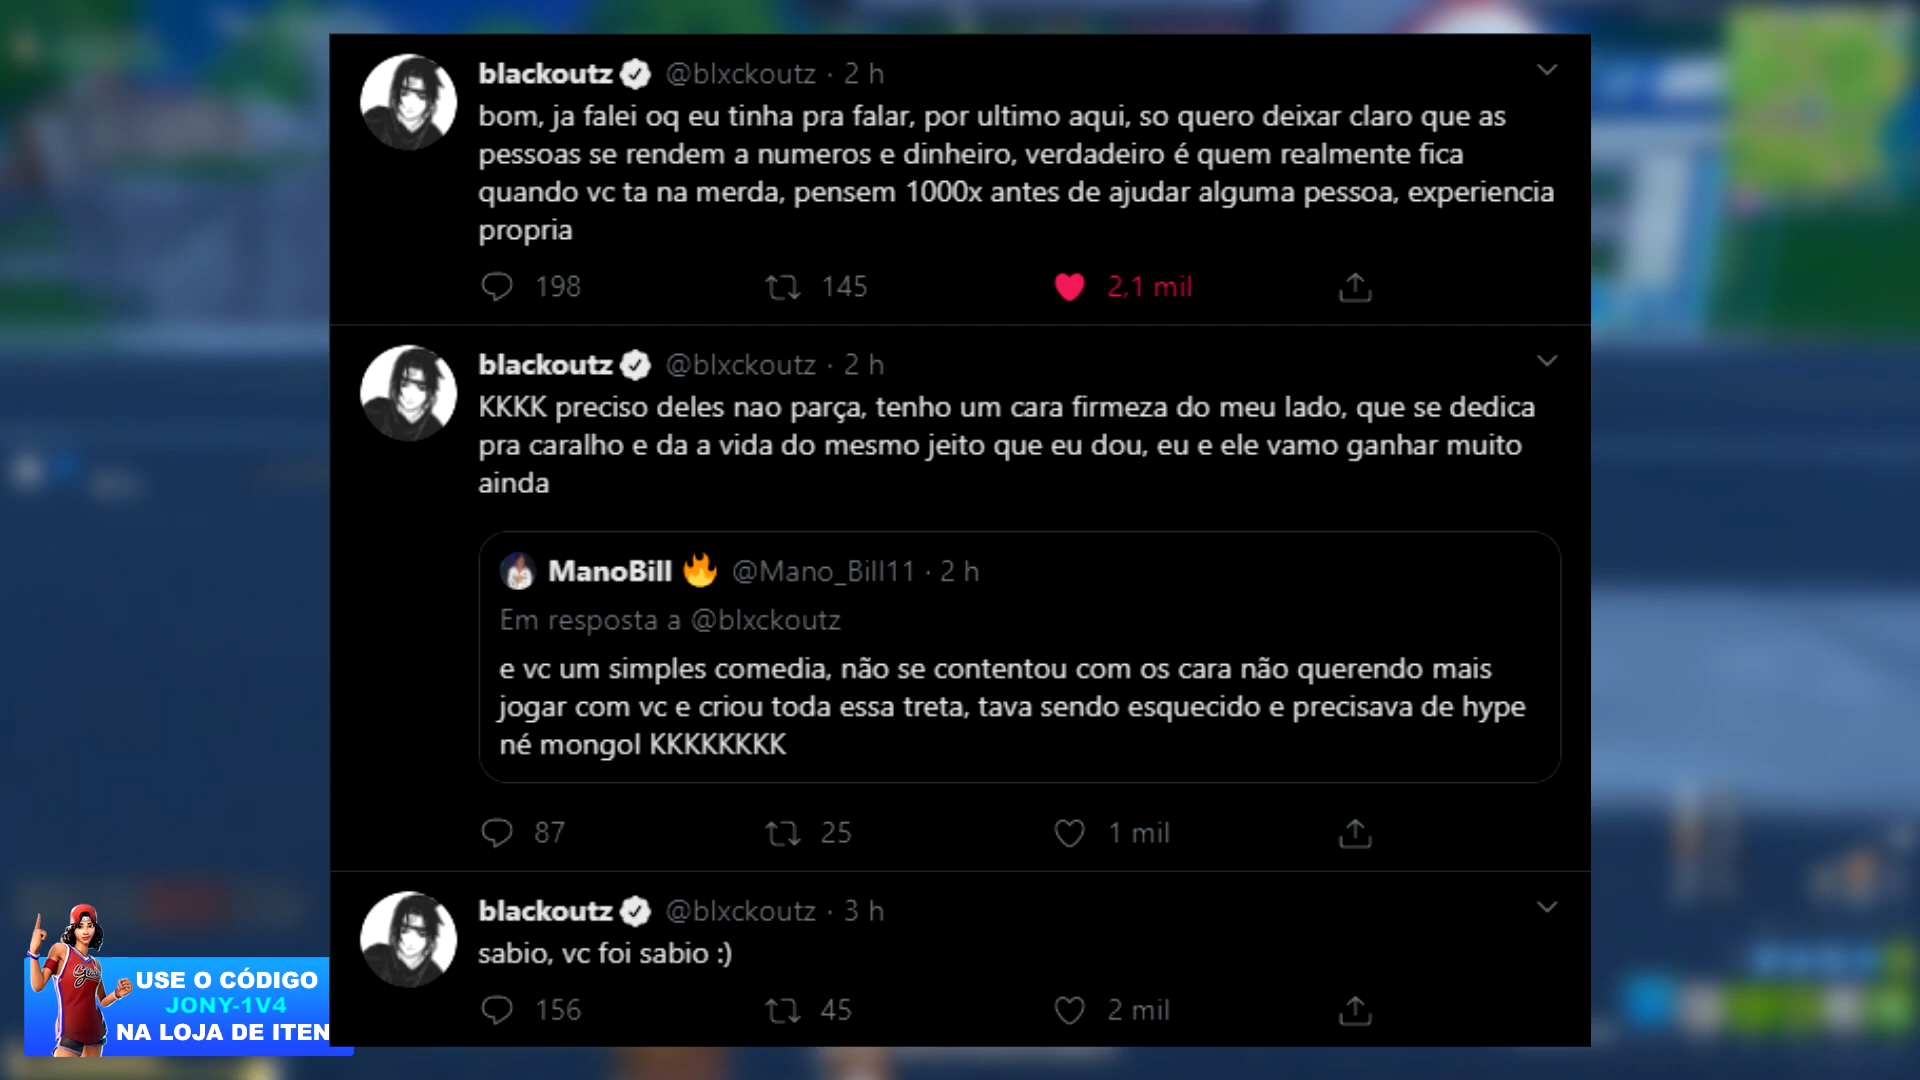 blackoutz @blxckoutz · 2 h
bom, ja falei oq eu tinha pra falar, por ultimo aqui, so quero deixar claro que as
pessoas se rendem a numeros e dinheiro, verdadeiro é quem realmente fica
quando vc ta na merda, pensem 1000x antes de ajudar alguma pessoa, experiencia
propria
198 145 2,1 mil
blackoutz @blxckoutz · 2 h
KKKK preciso deles nao parça, tenho um cara firmeza do meu lado, que se dedica
pra caralho e da a vida do mesmo jeito que eu dou, eu e ele vamo ganhar muito
ainda
ManoBill 🔥 @Mano_Bill11 · 2 h
Em resposta a @blxckoutz
e vc um simples comedia, não se contentou com os cara não querendo mais
jogar com vc e criou toda essa treta, tava sendo esquecido e precisava de hype
né mongol KKKKKKKK
87 25 1 mil
blackoutz @blxckoutz · 3 h
sabio, vc foi sabio :)
156 45 2 mil
USE O CÓDIGO
JONY-1V4
NA LOJA DE ITEN